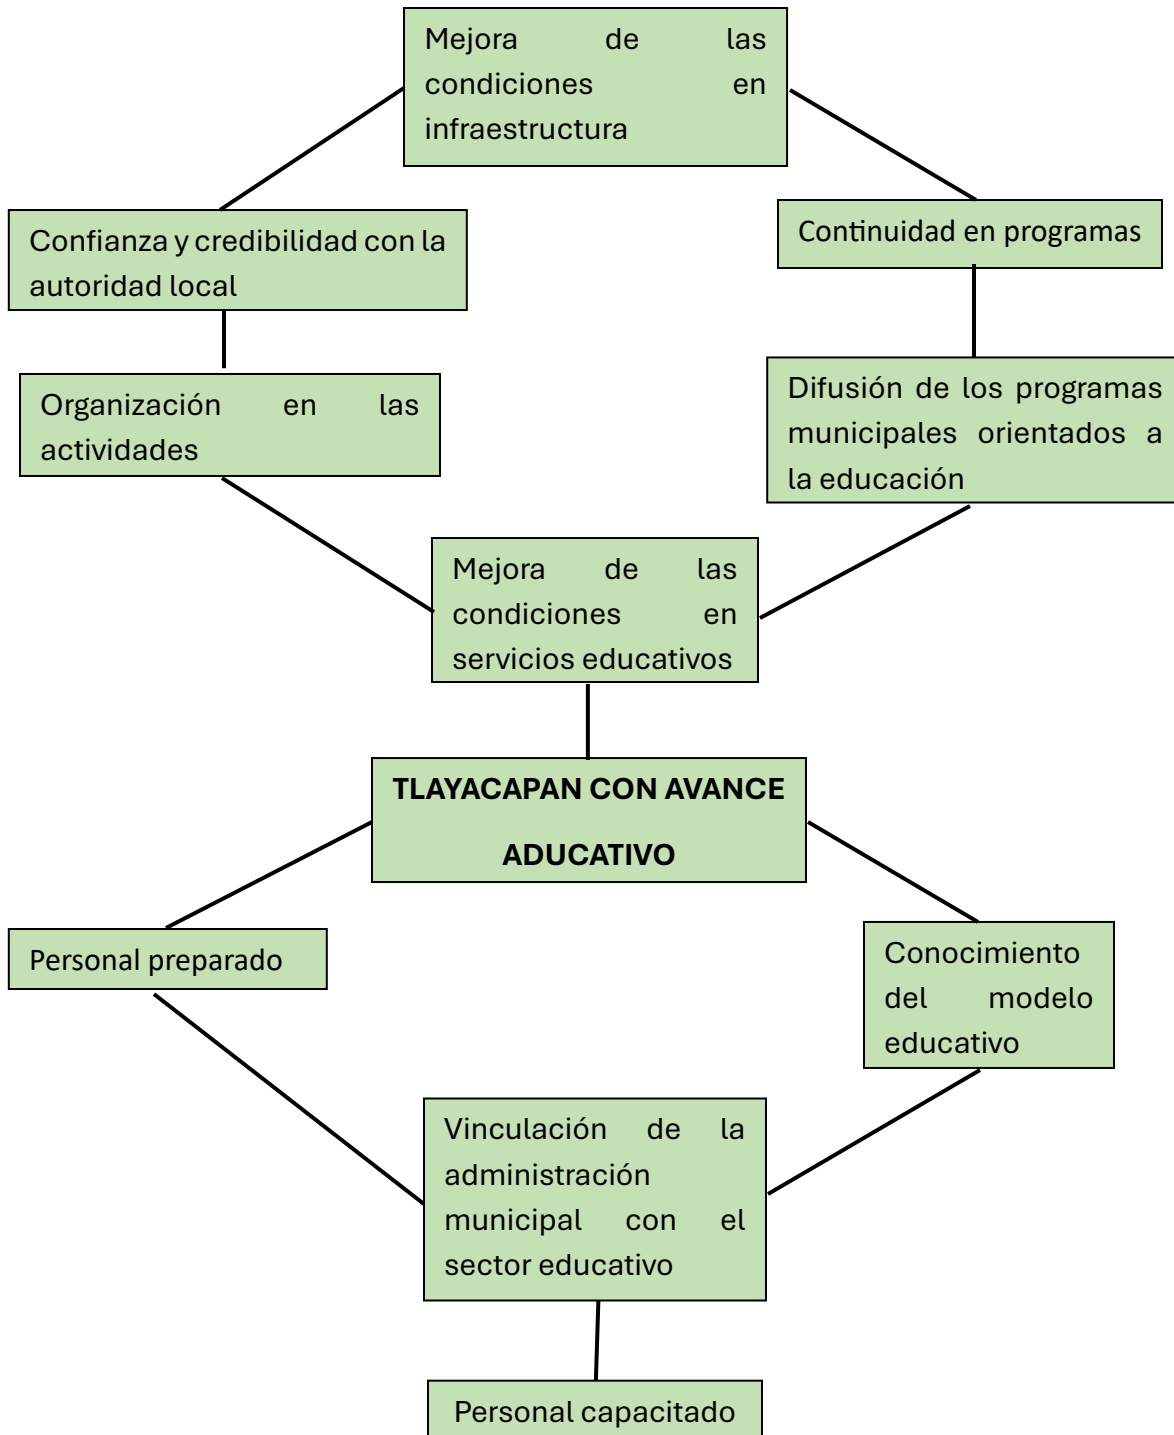 Mejora de las
condiciones en
infraestructura
Confianza y credibilidad con la
autoridad local
Continuidad en programas
Organización en las
actividades
Difusión de los programas
municipales orientados a
la educación
Mejora de las
condiciones en
servicios educativos
TLAYACAPAN CON AVANCE
ADUCATIVO
Personal preparado
Conocimiento
del modelo
educativo
Vinculación de la
administración
municipal con el
sector educativo
Personal capacitado